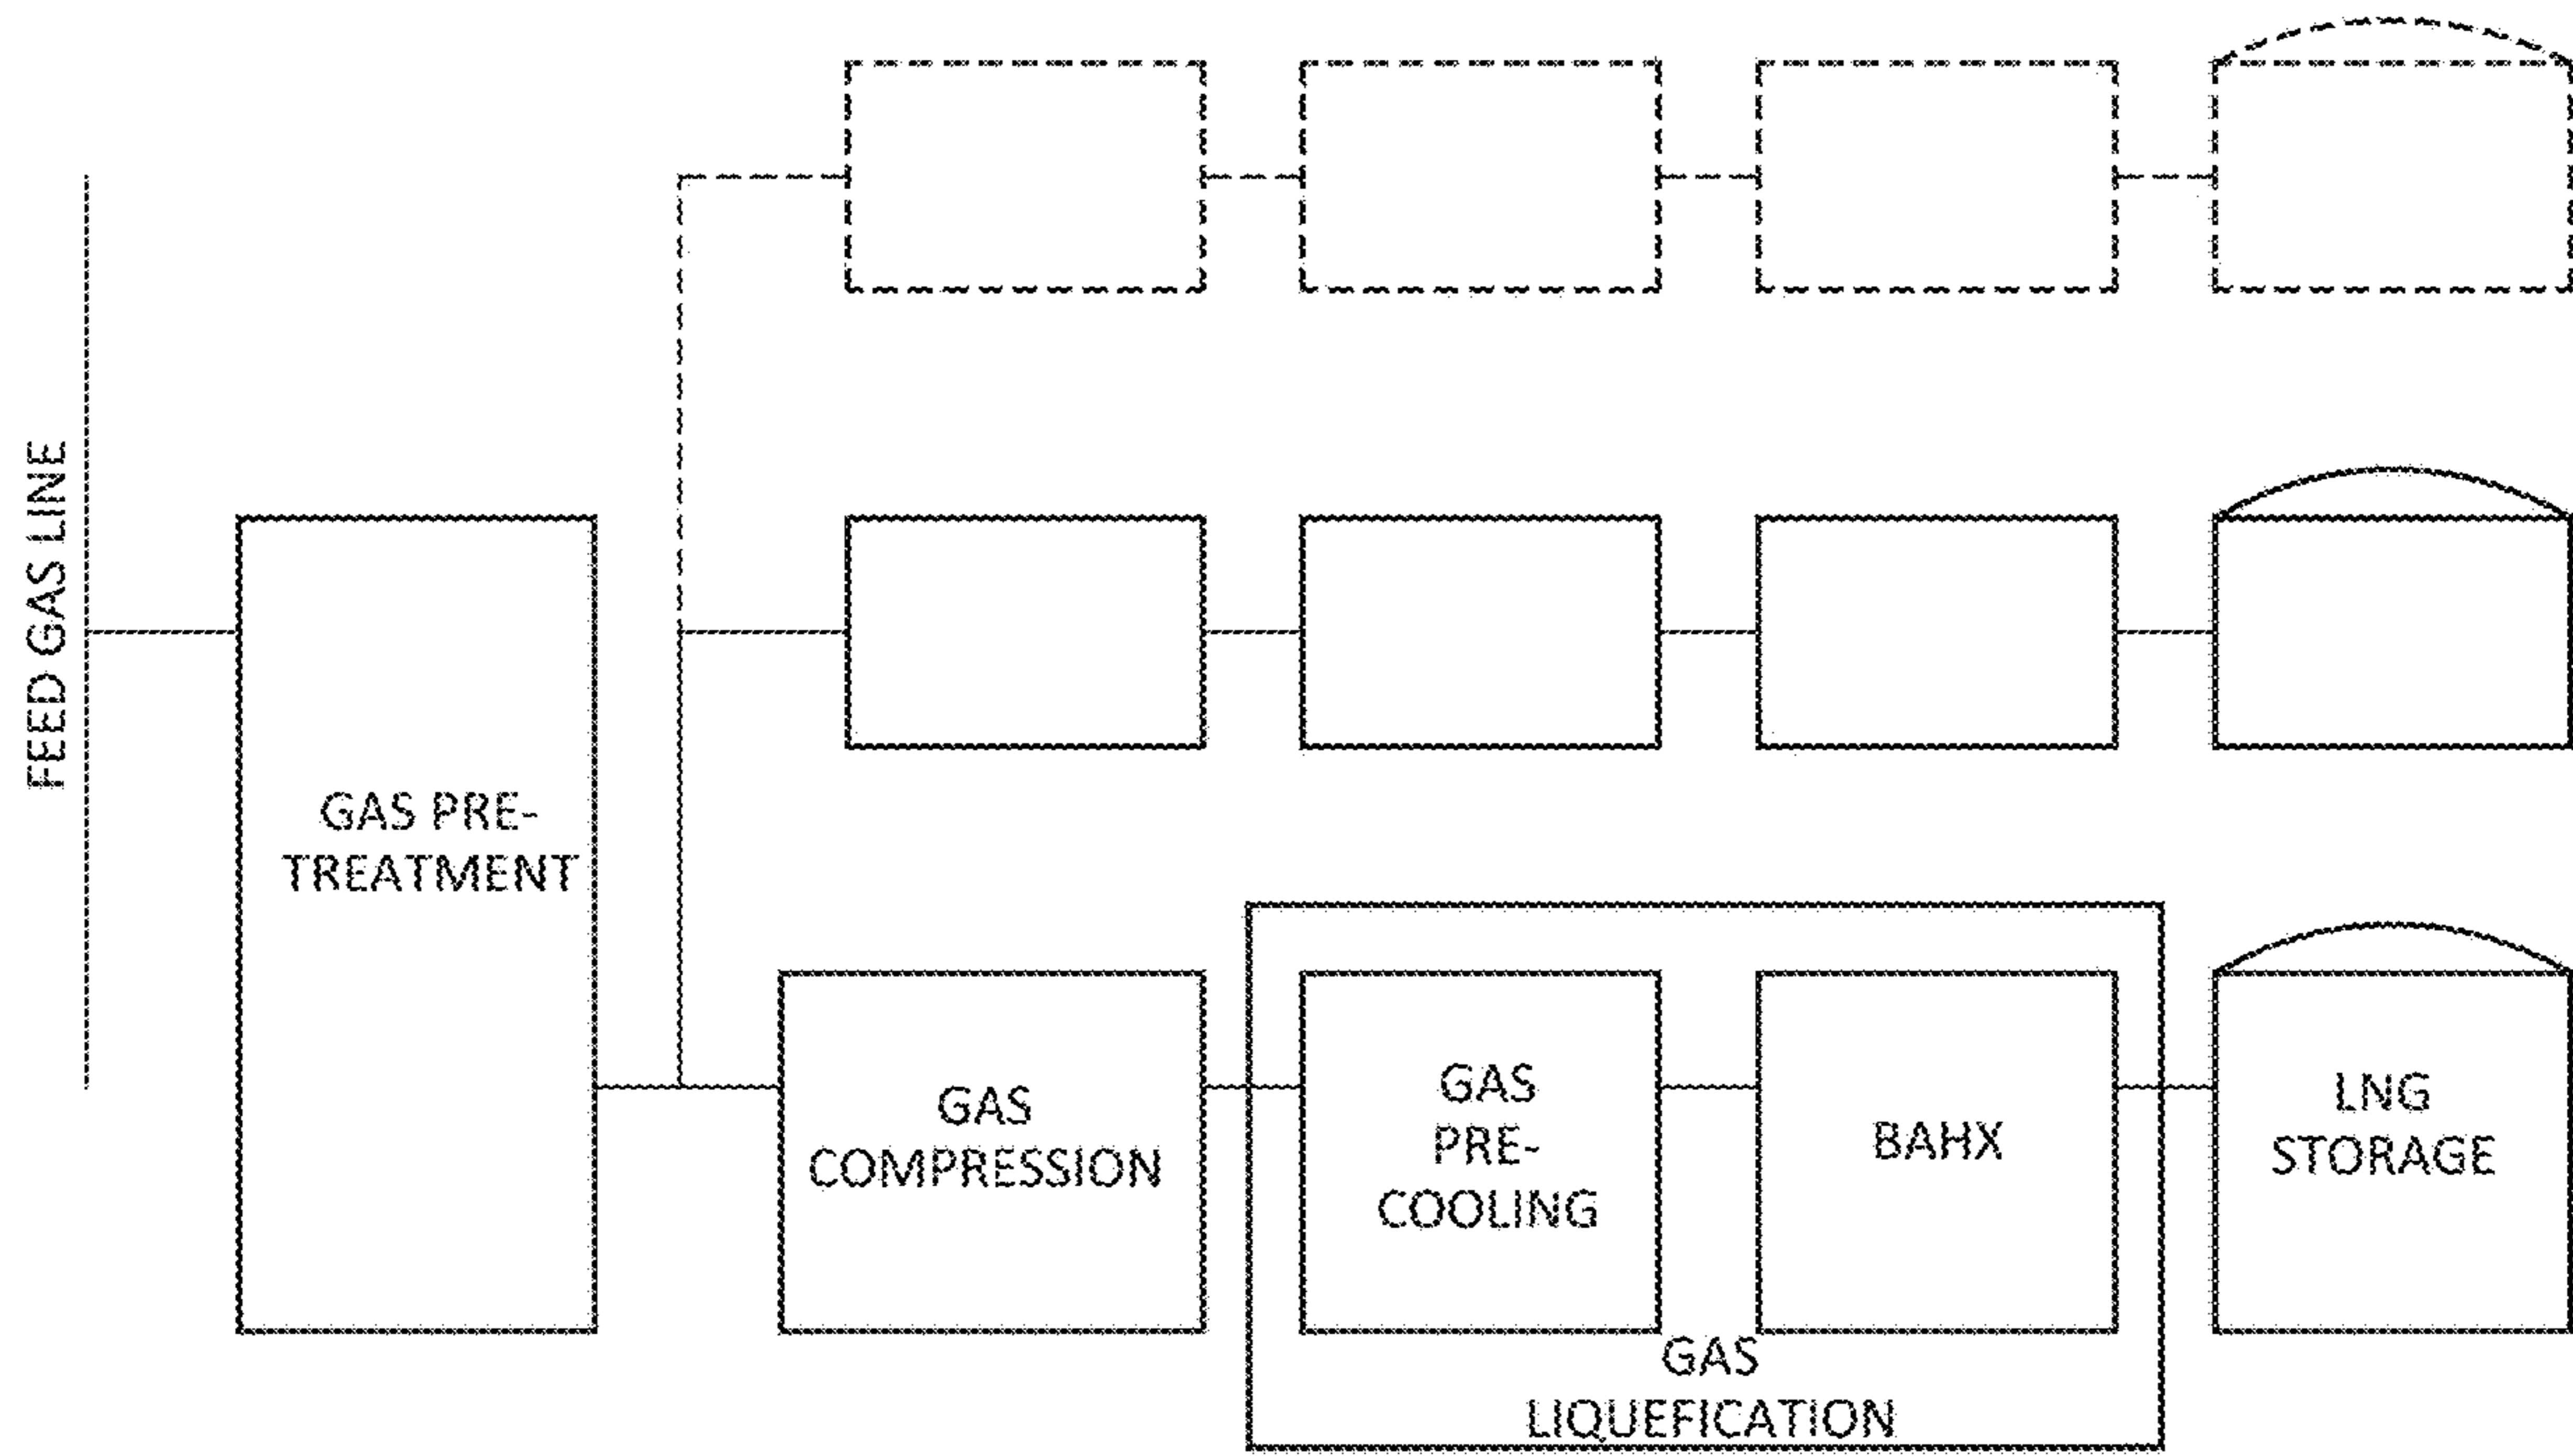 FEED GAS LINE
GAS PRE-
TREATMENT
GAS
COMPRESSION
GAS
PRE-
COOLING
BAHX
LNG
STORAGE
GAS
LIQUEFICATION